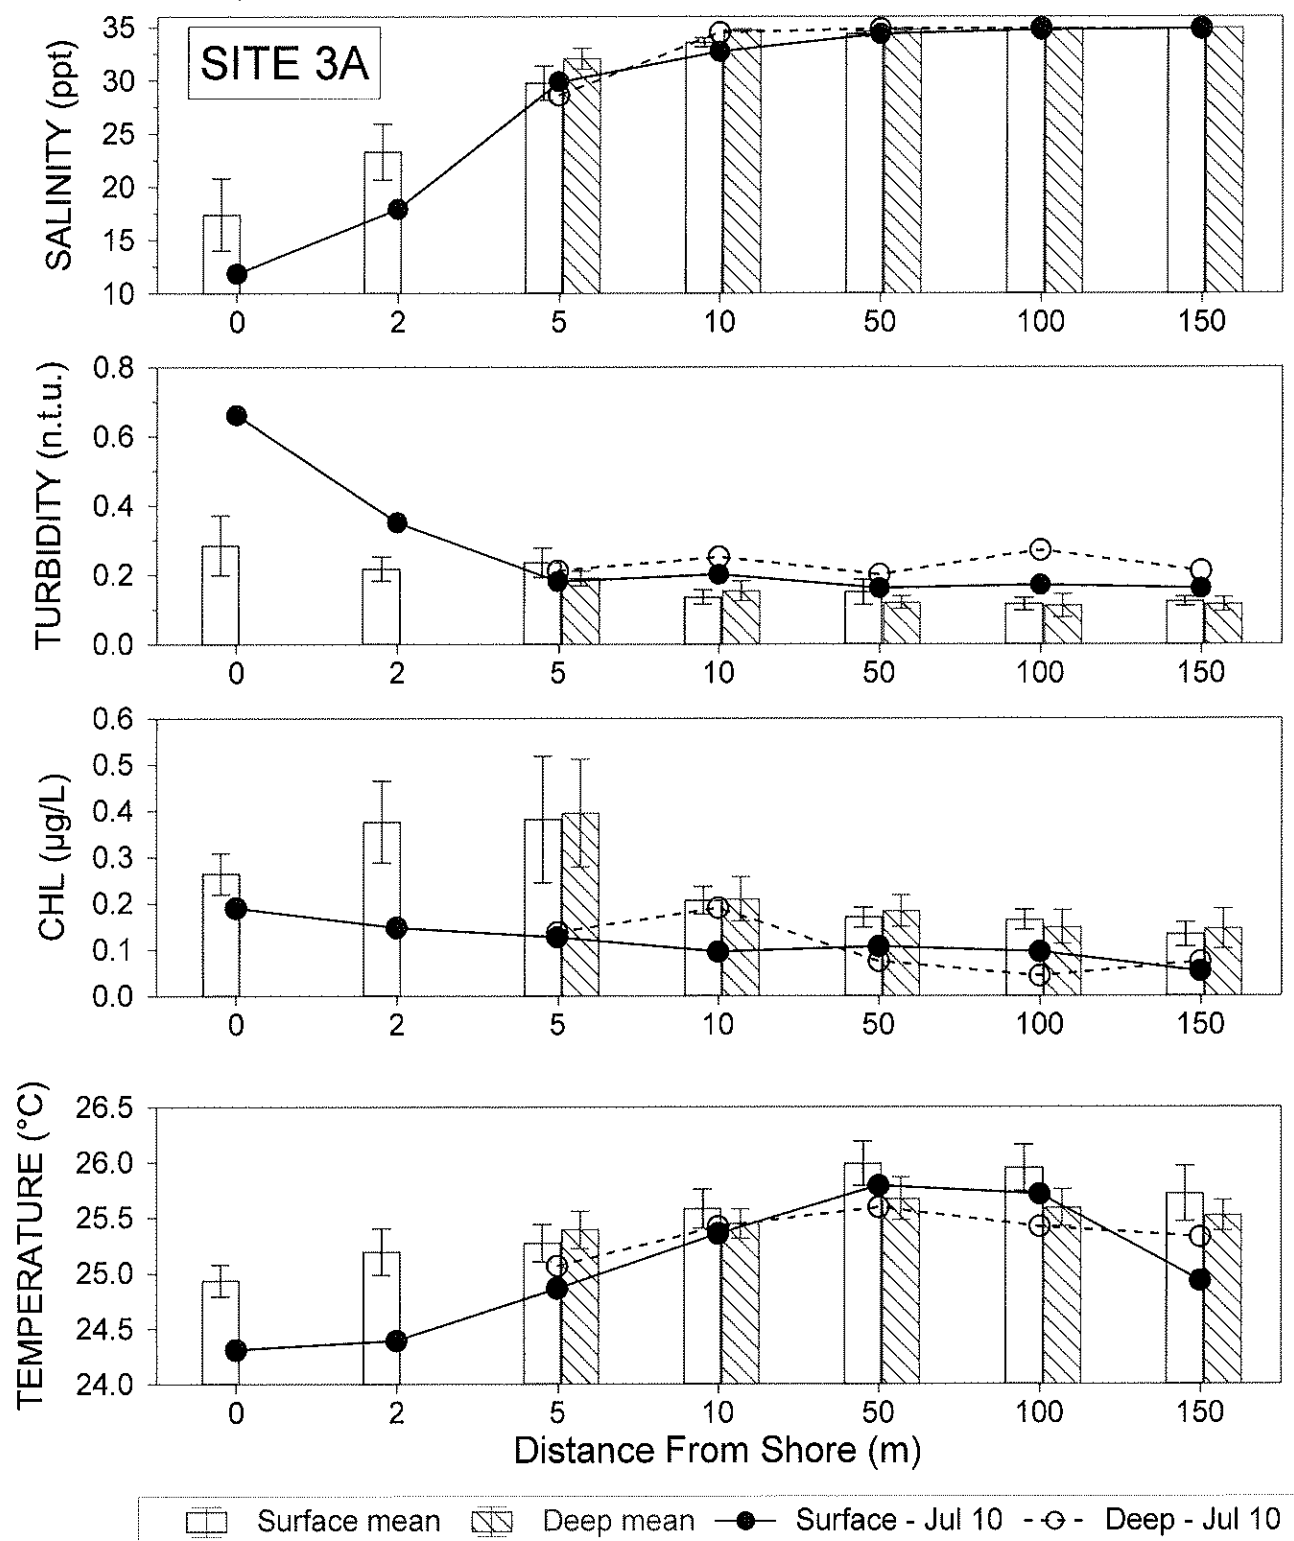 SITE 3A
SALINITY (ppt)
35
30
25
20
15
10
0 2 5 10 50 100 150
TURBIDITY (n.t.u.)
0.8
0.6
0.4
0.2
0.0
0 2 5 10 50 100 150
CHL (µg/L)
0.6
0.5
0.4
0.3
0.2
0.1
0.0
0 2 5 10 50 100 150
TEMPERATURE (°C)
26.5
26.0
25.5
25.0
24.5
24.0
0 2 5 10 50 100 150
Distance From Shore (m)
Surface mean Deep mean Surface - Jul 10 Deep - Jul 10